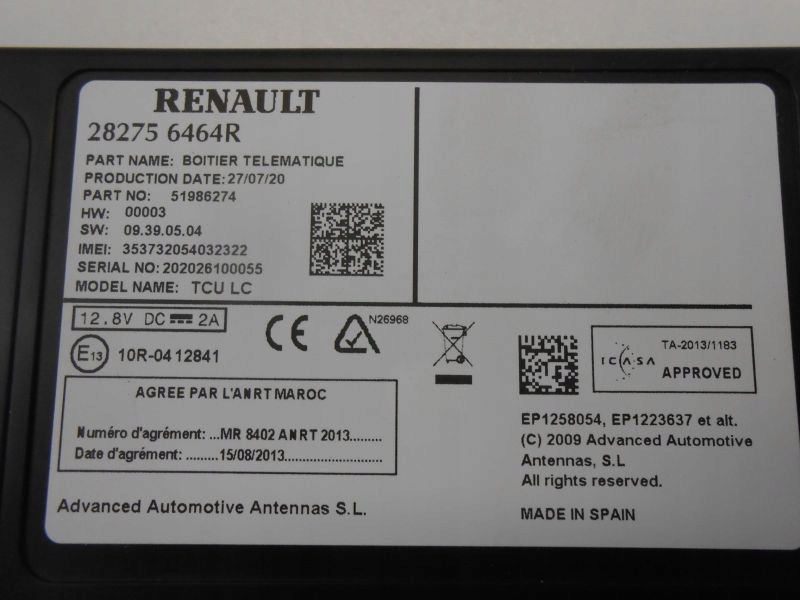 RENAULT
28275 6464R
PART NAME: BOITIER TELEMATIQUE
PRODUCTION DATE: 27/07/20
PART NO: 51986274
HW: 00003
SW: 09.39.05.04
IMEI: 353732054032322
SERIAL NO: 202026100055
MODEL NAME: TCU LC
12.8V DC 2A
CE
N26968
E13 10R-04 12841
ICASA
TA-2013/1183
APPROVED
AGREE PAR L'ANRT MAROC
Numéro d'agrément: ...MR 8402 ANRT 2013.........
Date d'agrément: .........15/08/2013............................
EP1258054, EP1223637 et alt.
(C) 2009 Advanced Automotive
Antennas, S.L
All rights reserved.
Advanced Automotive Antennas S.L.
MADE IN SPAIN